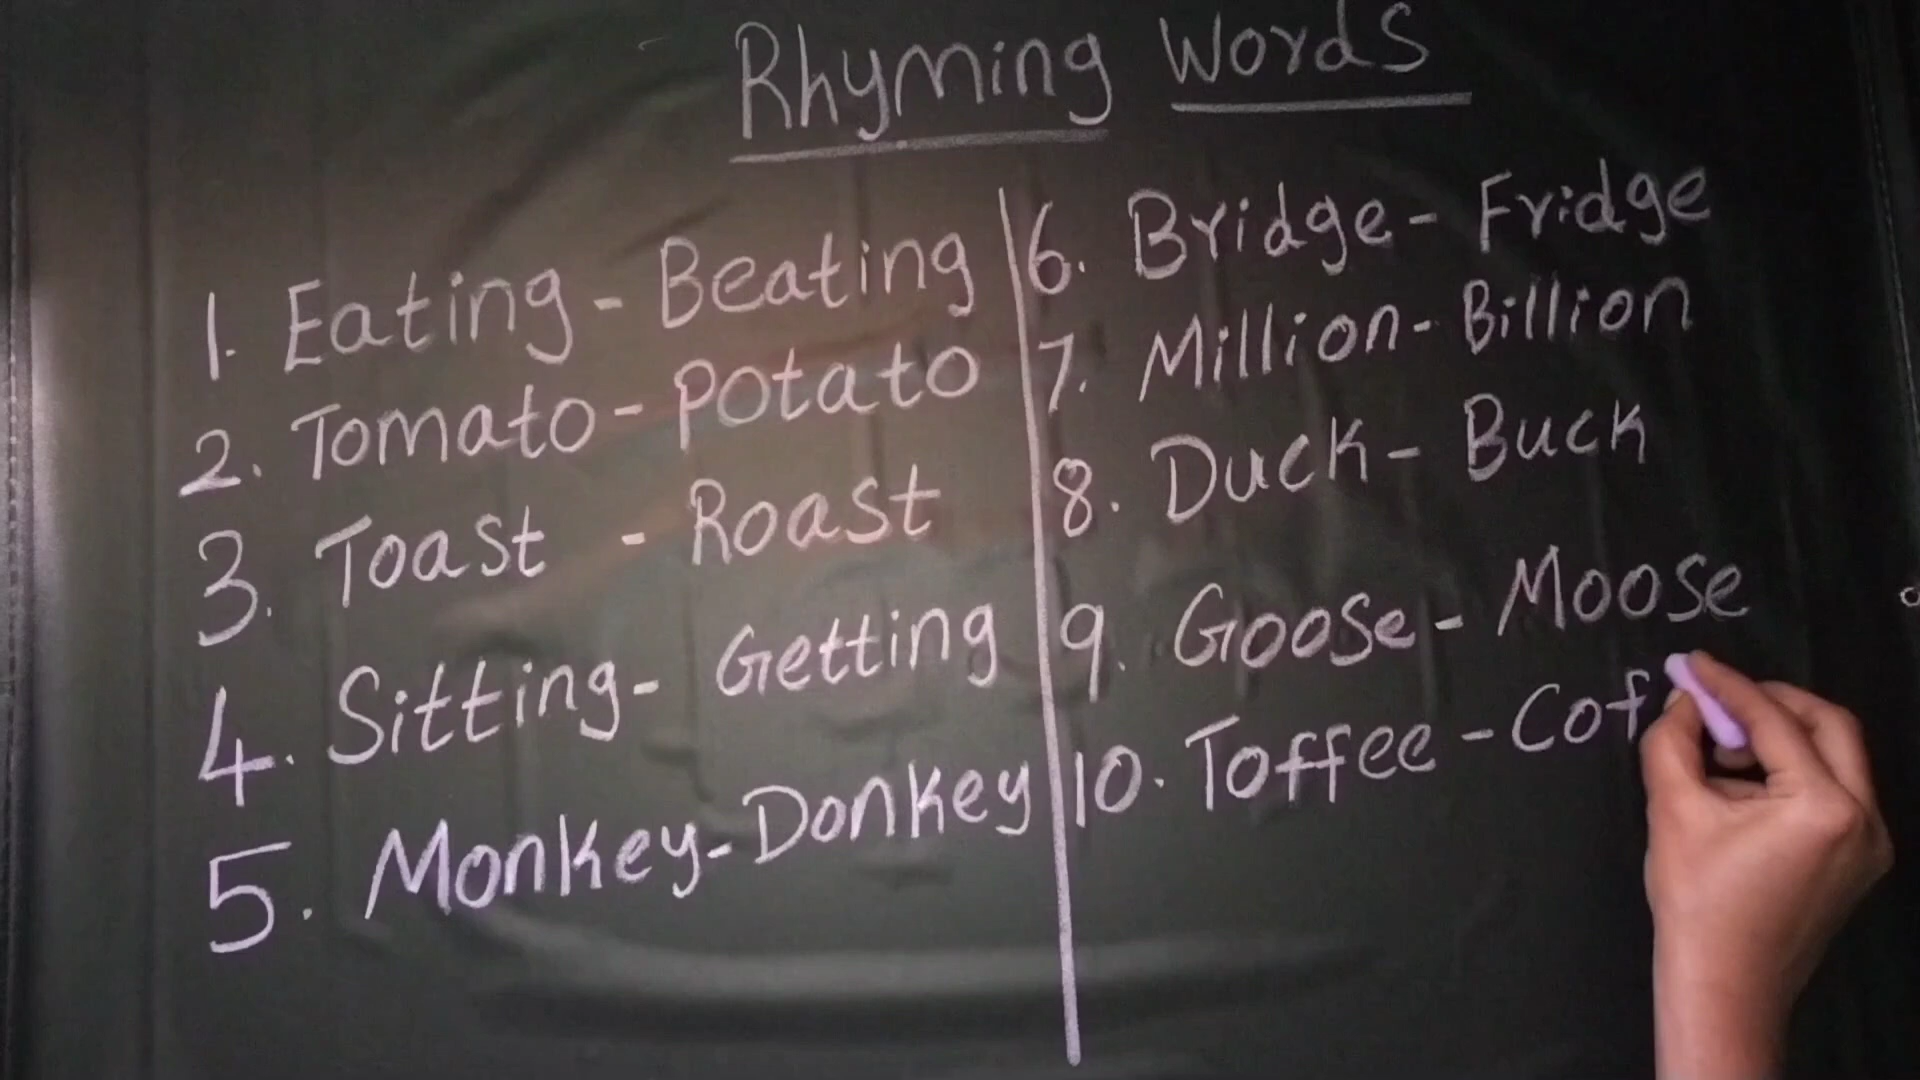 Rhyming Words
1. Eating - Beating
2. Tomato - Potato
3. Toast - Roast
4. Sitting - Getting
5. Monkey - Donkey
6. Bridge - Fridge
7. Million - Billion
8. Duck - Buck
9. Goose - Moose
10. Toffee - Cof